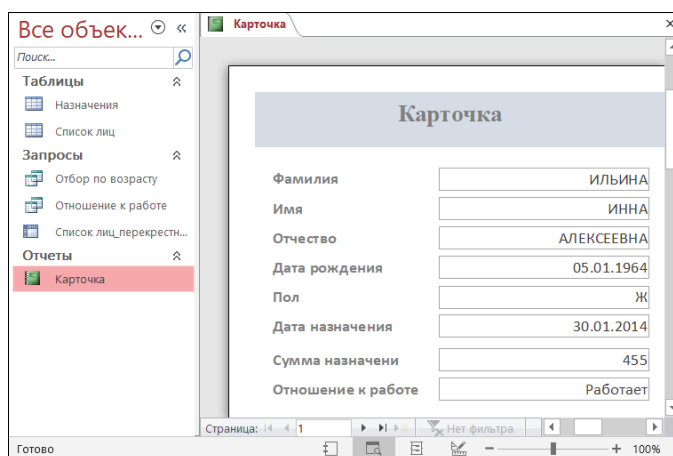 Все объек...
Поиск...
Таблицы
Назначения
Список лиц
Запросы
Отбор по возрасту
Отношение к работе
Список лиц_перекрестн...
Отчеты
Карточка
Карточка
Карточка
Фамилия ИЛЬИНА
Имя ИННА
Отчество АЛЕКСЕЕВНА
Дата рождения 05.01.1964
Пол Ж
Дата назначения 30.01.2014
Сумма назначени 455
Отношение к работе Работает
Страница: 1 Нет фильтра
Готово 100%